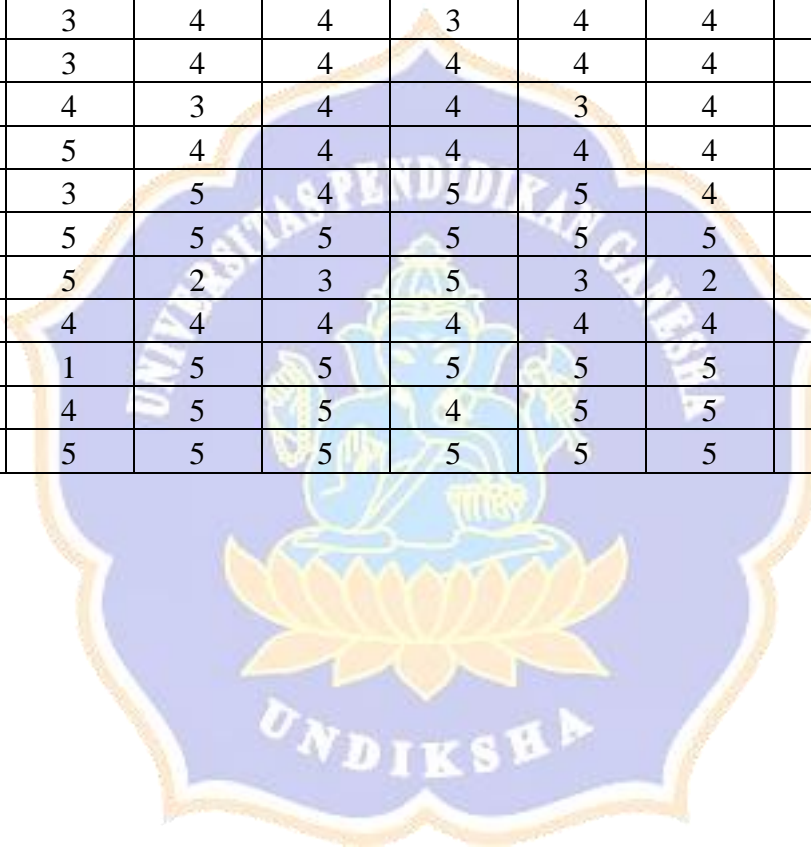 3 4 4 3 4 4
3 4 4 4 4 4
4 3 4 4 3 4
5 4 4 4 4 4
3 5 4 5 5 4
5 5 5 5 5 5
5 2 3 5 3 2
4 4 4 4 4 4
1 5 5 5 5 5
4 5 5 4 5 5
5 5 5 5 5 5
UNIVERSITAS PENDIDIKAN GANESHA
UNDIKSHA